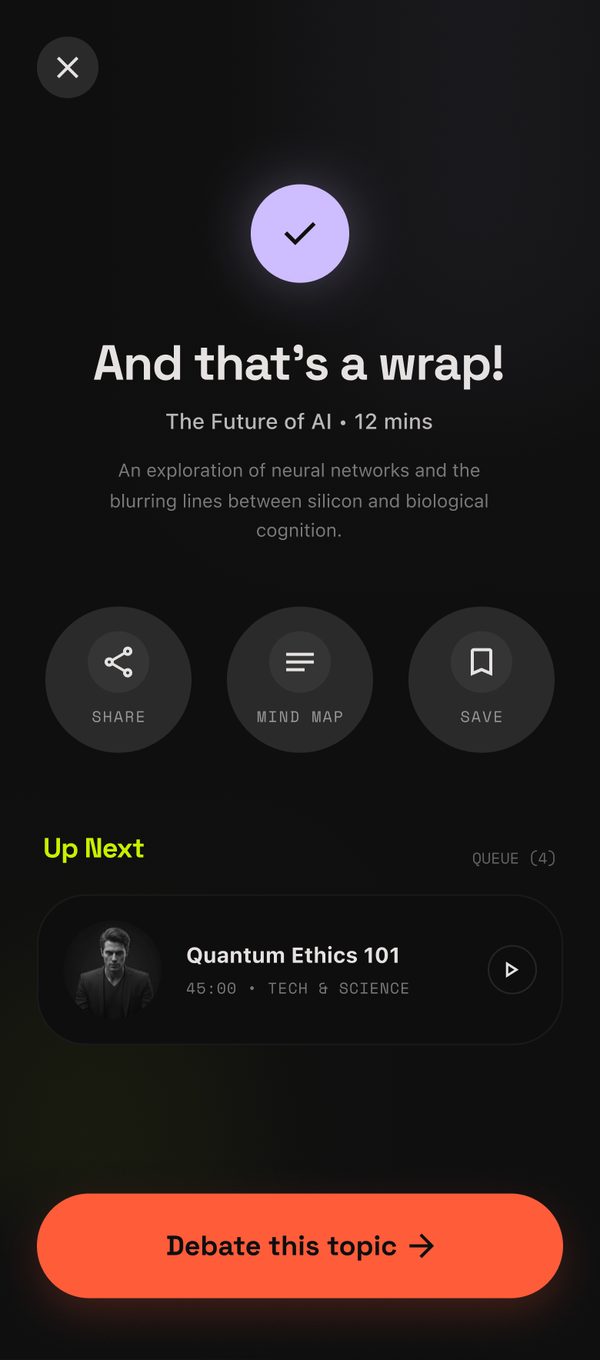 And that’s a wrap!
The Future of AI • 12 mins
An exploration of neural networks and the
blurring lines between silicon and biological
cognition.
SHARE
MIND MAP
SAVE
Up Next
QUEUE (4)
Quantum Ethics 101
45:00 • TECH & SCIENCE
Debate this topic →